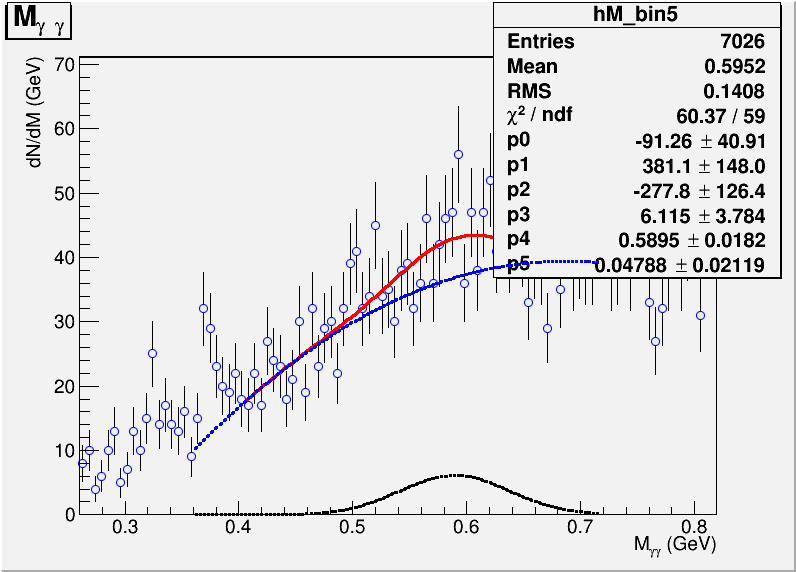 M_γ γ
hM_bin5
Entries 7026
Mean 0.5952
RMS 0.1408
χ² / ndf 60.37 / 59
p0 -91.26 ± 40.91
p1 381.1 ± 148.0
p2 -277.8 ± 126.4
p3 6.115 ± 3.784
p4 0.5895 ± 0.0182
p5 0.04788 ± 0.02119
dN/dM (GeV)
70
60
50
40
30
20
10
0
0.3 0.4 0.5 0.6 0.7 0.8
M_γγ (GeV)